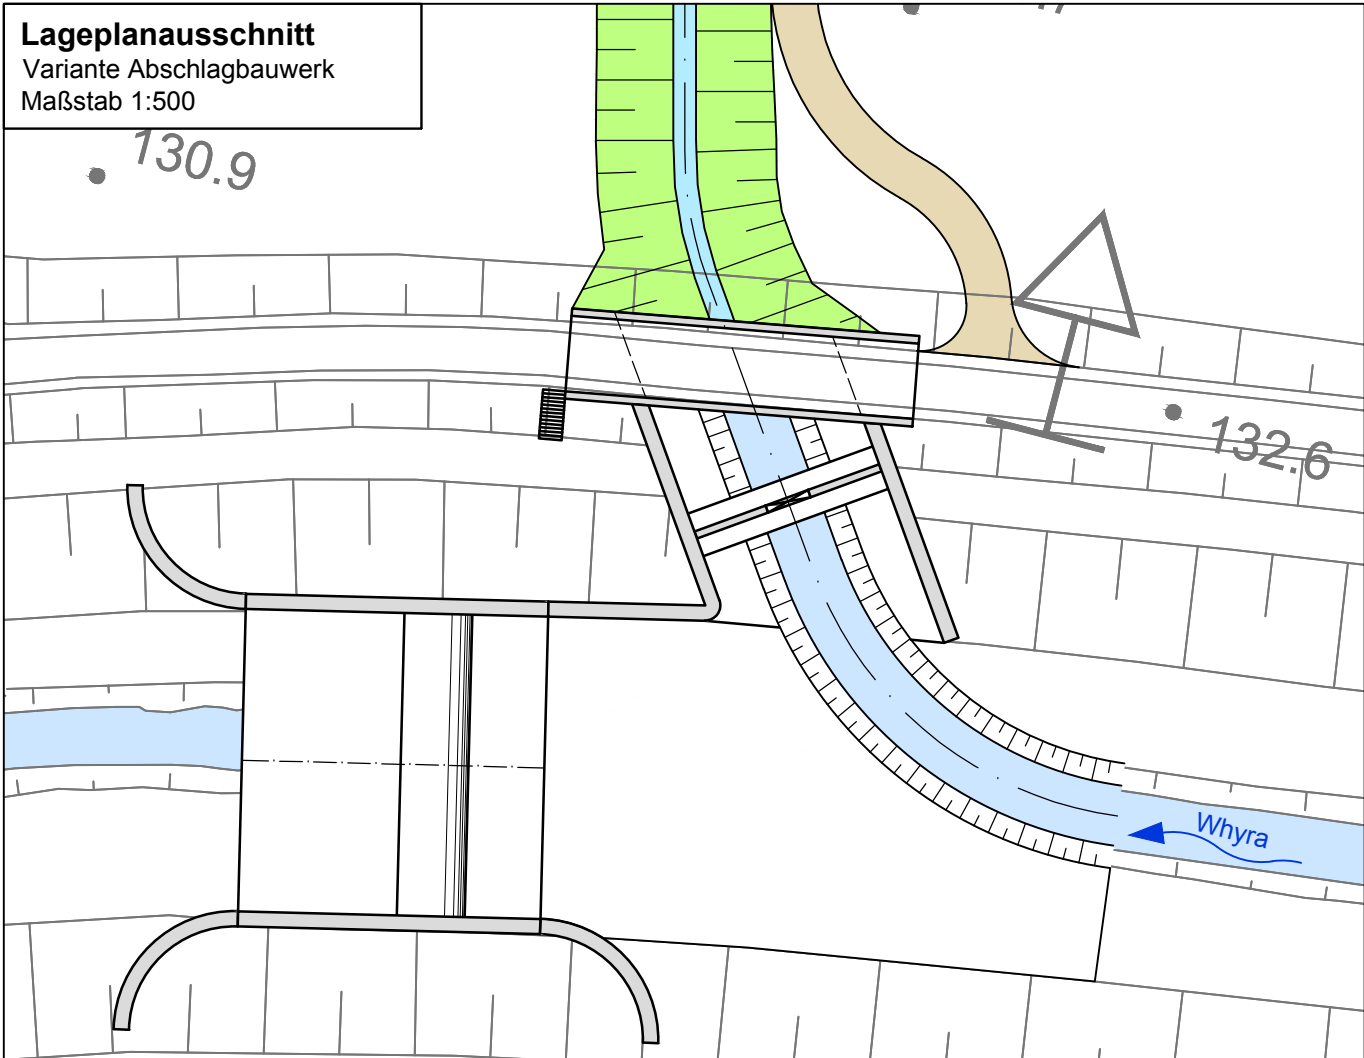 Lageplanausschnitt
Variante Abschlagbauwerk
Maßstab 1:500
130.9
132.6
Whyra